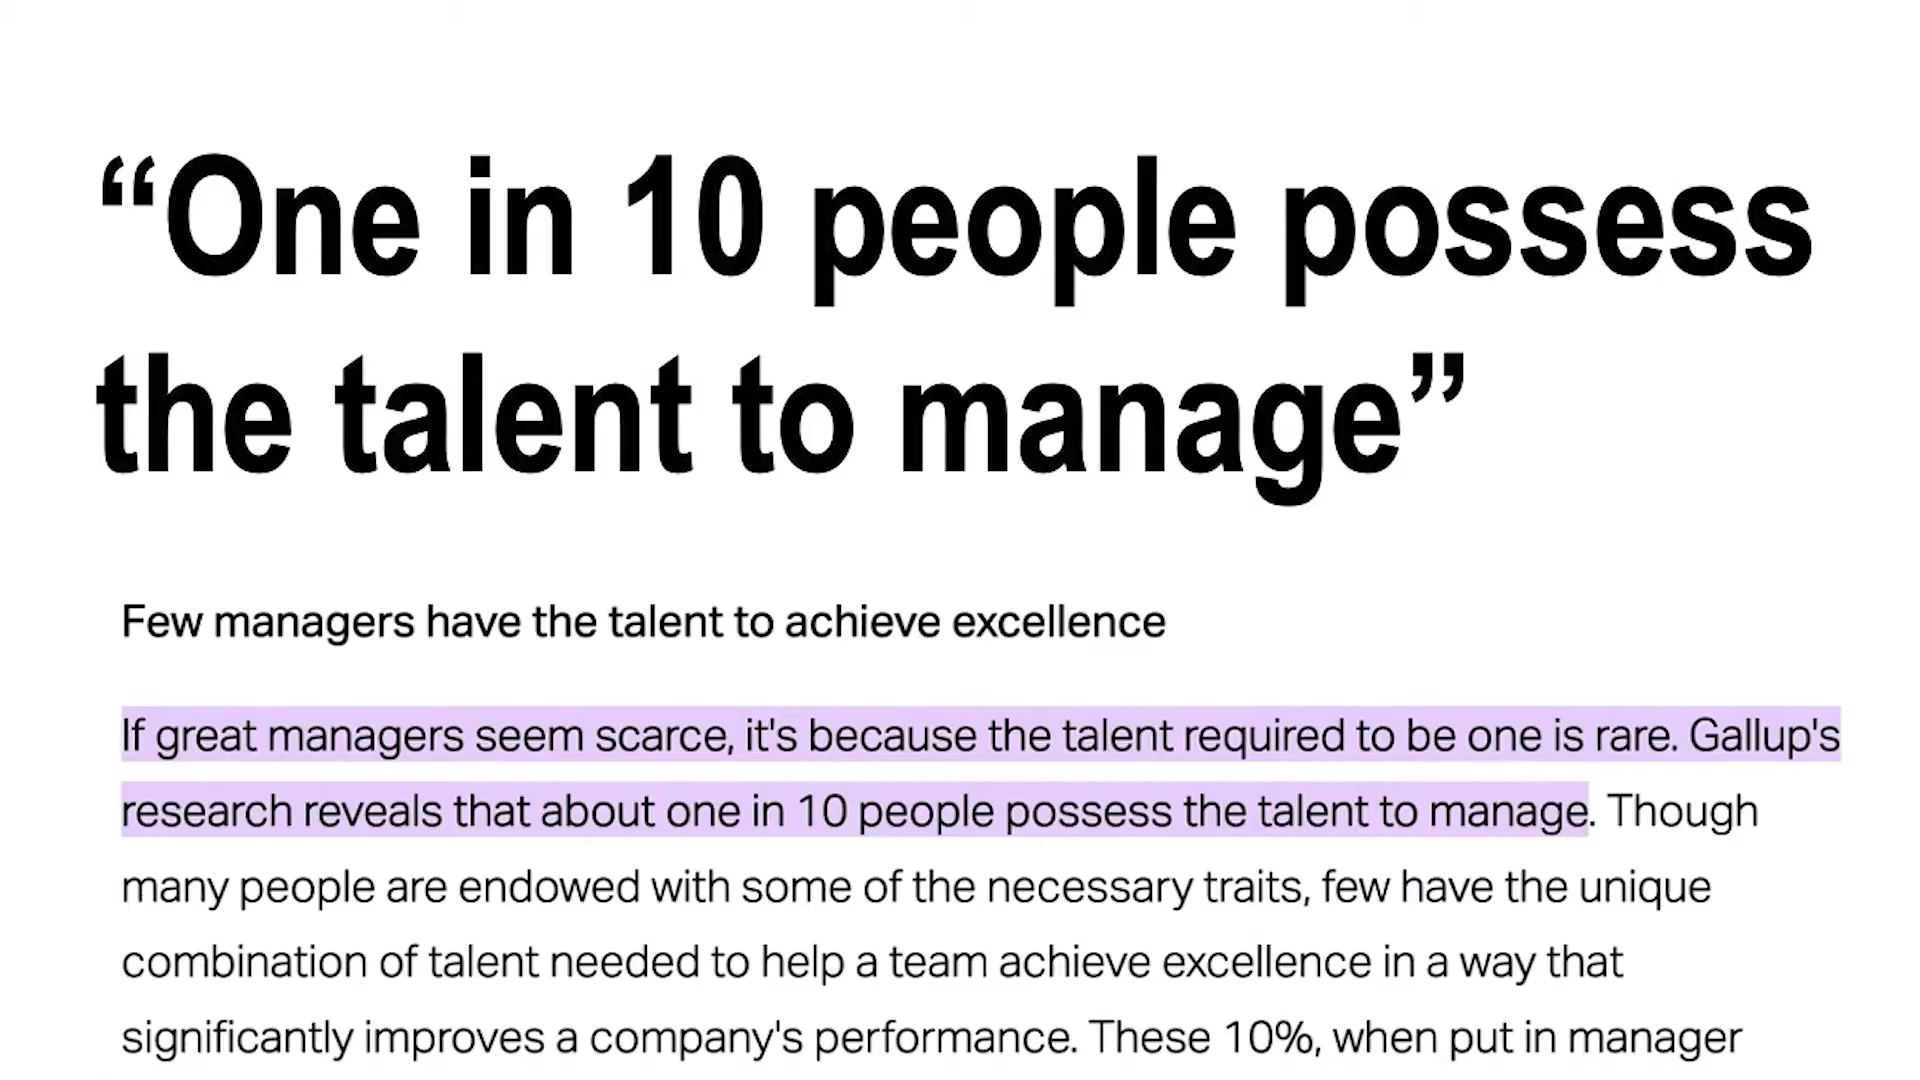 “One in 10 people possess
the talent to manage”
Few managers have the talent to achieve excellence
If great managers seem scarce, it's because the talent required to be one is rare. Gallup's
research reveals that about one in 10 people possess the talent to manage. Though
many people are endowed with some of the necessary traits, few have the unique
combination of talent needed to help a team achieve excellence in a way that
significantly improves a company's performance. These 10%, when put in manager